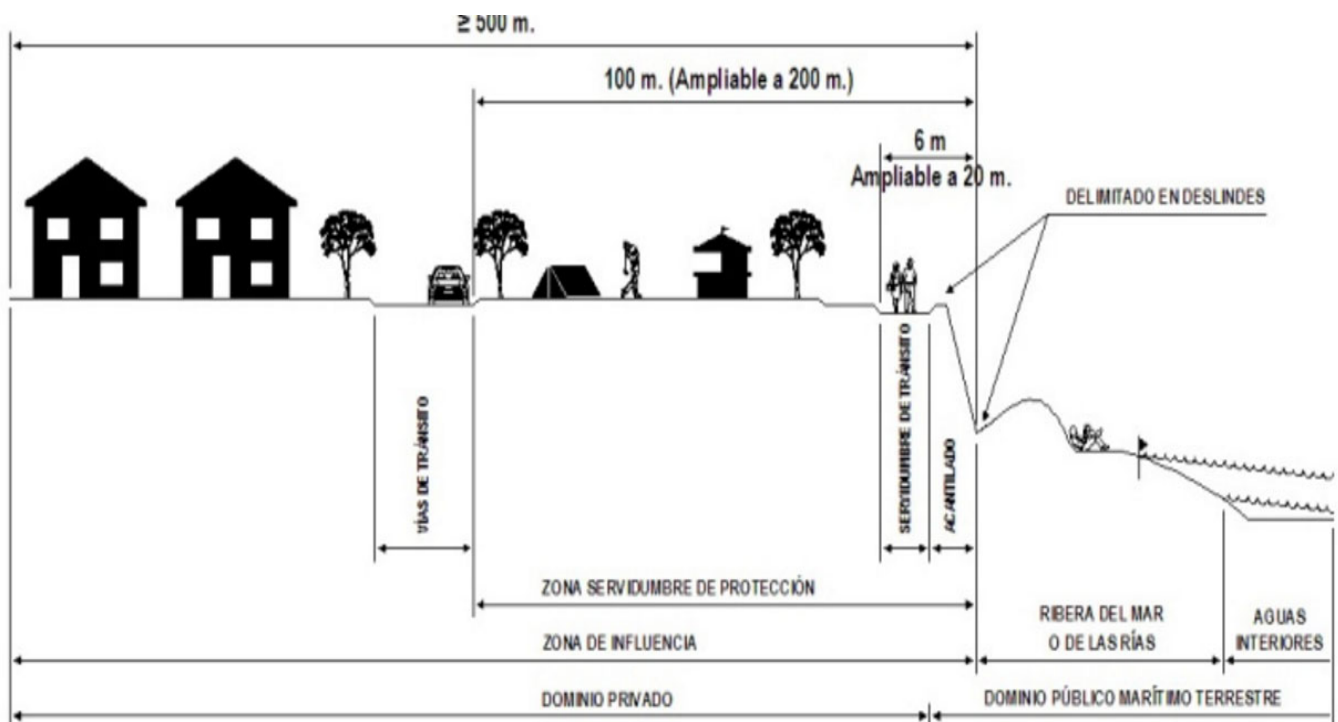 ≥ 500 m.
100 m. (Ampliable a 200 m.)
6 m
Ampliable a 20 m.
DELIMITADO EN DESLINDES
VÍAS DE TRÁNSITO
SERVIDUMBRE DE TRÁNSITO
ACANTILADO
ZONA SERVIDUMBRE DE PROTECCIÓN
RIBERA DEL MAR
O DE LAS RÍAS
AGUAS
INTERIORES
ZONA DE INFLUENCIA
DOMINIO PRIVADO
DOMINIO PÚBLICO MARÍTIMO TERRESTRE